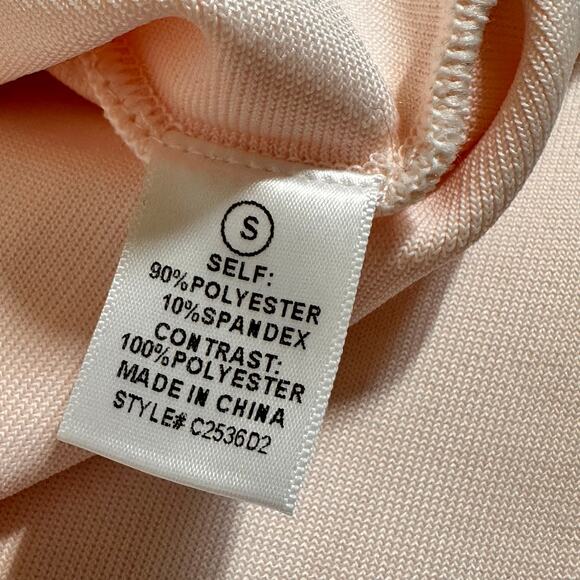 S
SELF:
90%POLYESTER
10%SPANDEX
CONTRAST:
100%POLYESTER
MADE IN CHINA
STYLE# C2536D2